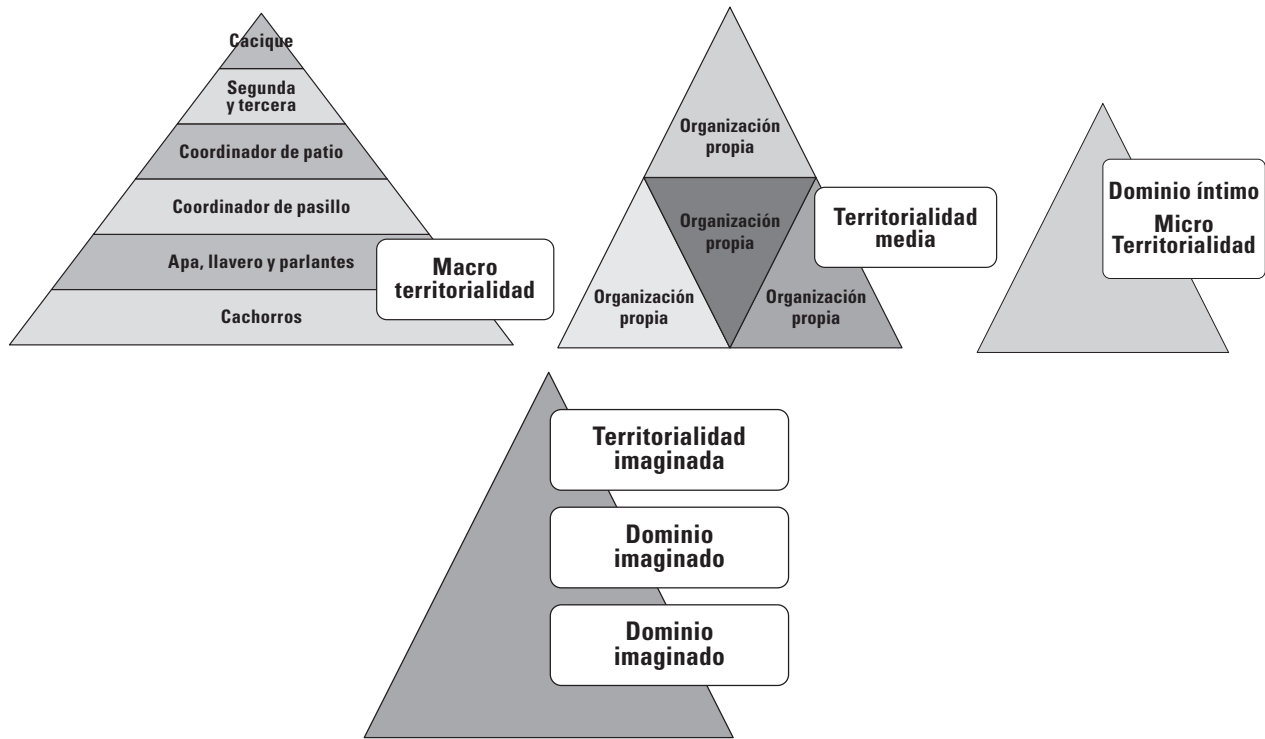 Cacique
Segunda
y tercera
Coordinador de patio
Coordinador de pasillo
Apa, llavero y parlantes
Cachorros
Macro
territorialidad
Organización
propia
Organización
propia
Organización
propia
Organización
propia
Territorialidad
media
Dominio íntimo
Micro
Territorialidad
Territorialidad
imaginada
Dominio
imaginado
Dominio
imaginado